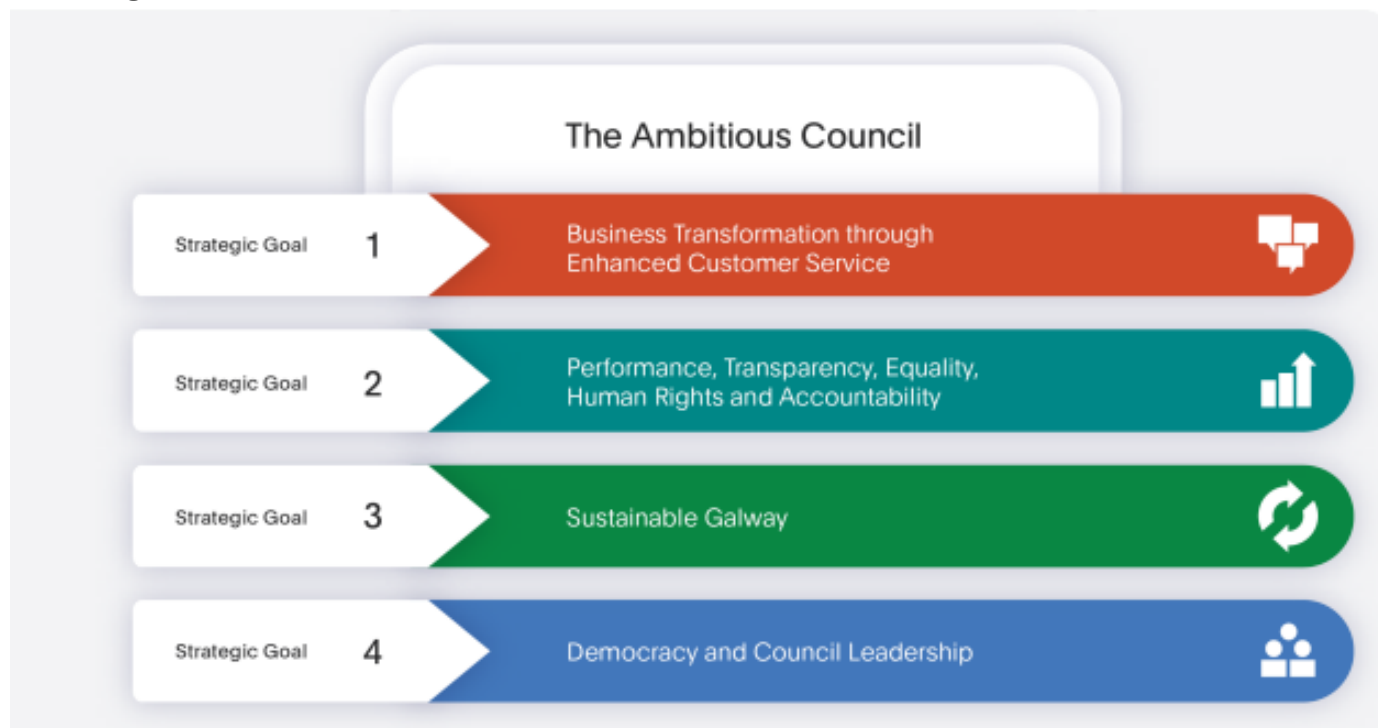 The Ambitious Council
Strategic Goal 1
Business Transformation through
Enhanced Customer Service
Strategic Goal 2
Performance, Transparency, Equality,
Human Rights and Accountability
Strategic Goal 3
Sustainable Galway
Strategic Goal 4
Democracy and Council Leadership